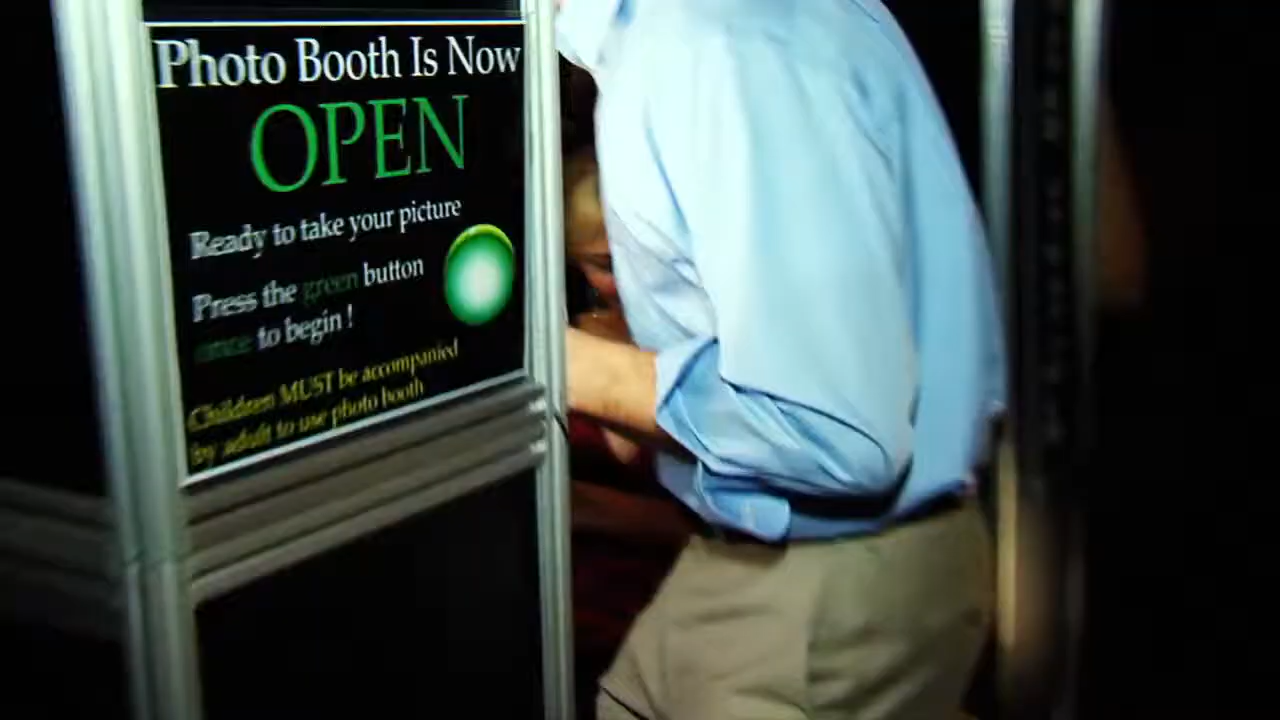 Photo Booth Is Now
OPEN
Ready to take your picture
Press the green button
once to begin !
Children MUST be accompanied
by adult to use photo booth